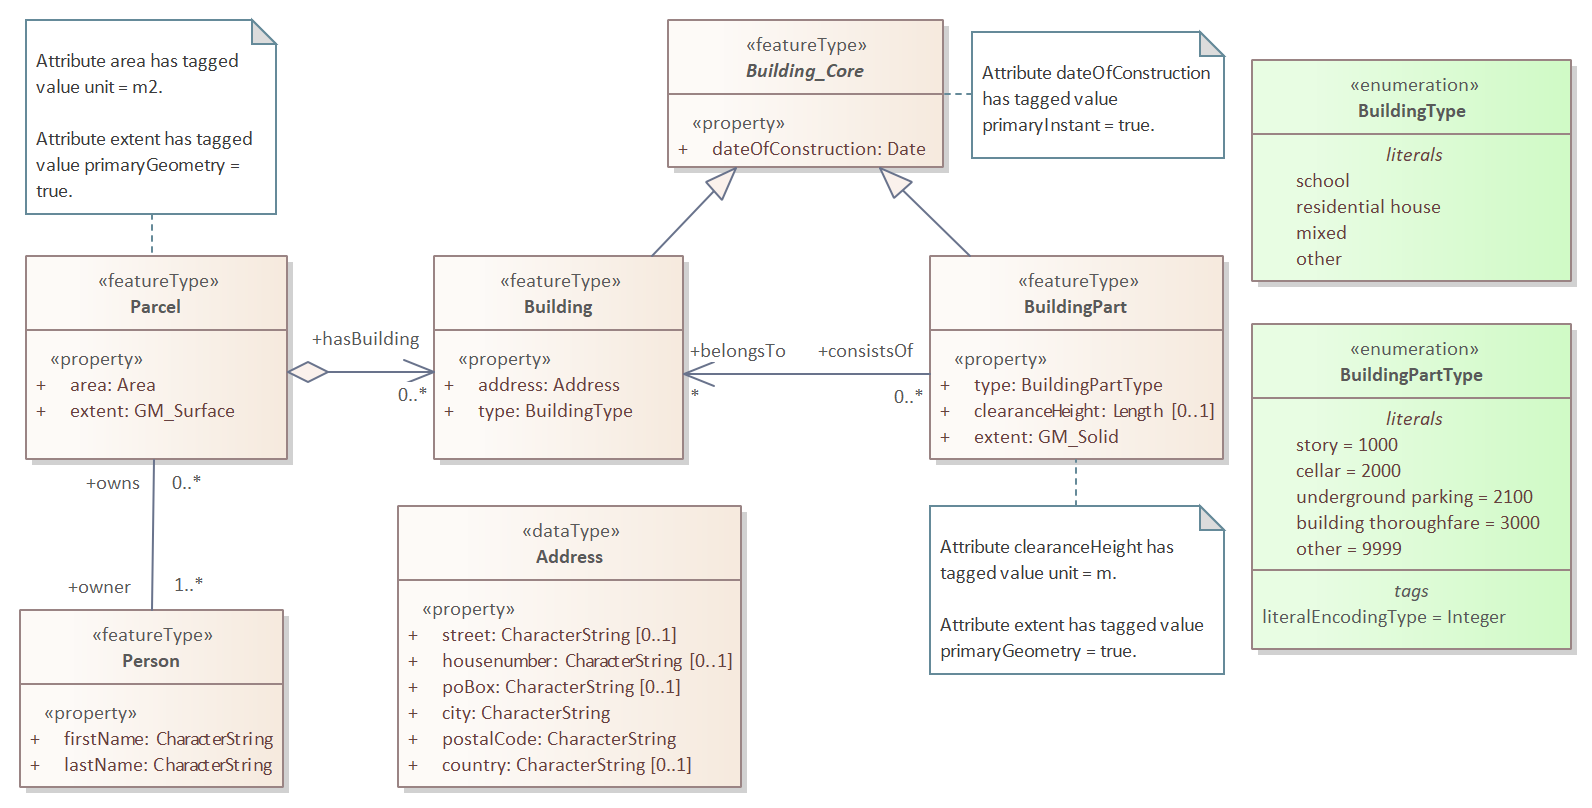 Attribute area has tagged
value unit = m2.
Attribute extent has tagged
value primaryGeometry =
true.
«featureType»
Building_Core
«property»
+ dateOfConstruction: Date
Attribute dateOfConstruction
has tagged value
primaryInstant = true.
«enumeration»
BuildingType
literals
school
residential house
mixed
other
«featureType»
Parcel
«property»
+ area: Area
+ extent: GM_Surface
+hasBuilding
0..*
«featureType»
Building
«property»
+ address: Address
+ type: BuildingType
+belongsTo
*
+consistsOf
0..*
«featureType»
BuildingPart
«property»
+ type: BuildingPartType
+ clearanceHeight: Length [0..1]
+ extent: GM_Solid
«enumeration»
BuildingPartType
literals
story = 1000
cellar = 2000
underground parking = 2100
building thoroughfare = 3000
other = 9999
tags
literalEncodingType = Integer
+owns
0..*
+owner
1..*
«featureType»
Person
«property»
+ firstName: CharacterString
+ lastName: CharacterString
«dataType»
Address
«property»
+ street: CharacterString [0..1]
+ housenumber: CharacterString [0..1]
+ poBox: CharacterString [0..1]
+ city: CharacterString
+ postalCode: CharacterString
+ country: CharacterString [0..1]
Attribute clearanceHeight has
tagged value unit = m.
Attribute extent has tagged value
primaryGeometry = true.